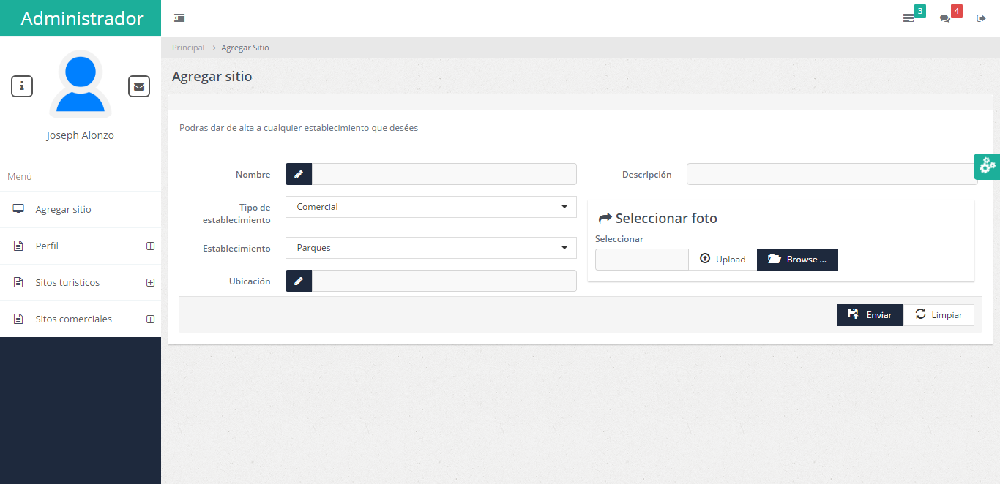 Administrador
3
4
Principal > Agregar Sitio
Agregar sitio
Joseph Alonzo
Menú
Agregar sitio
Perfil
Sitos turistícos
Sitos comerciales
Podras dar de alta a cualquier establecimiento que desées
Nombre
Descripción
Tipo de
establecimiento
Comercial
Establecimiento
Parques
Ubicación
Seleccionar foto
Seleccionar
Upload
Browse ...
Enviar
Limpiar